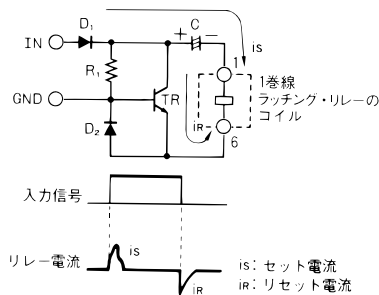 D₁
C
is
IN
+
−
R₁
1
TR
1巻線
ラッチング・リレーの
コイル
GND
D₂
iR
6
入力信号
リレー電流
is
iR
is：セット電流
iR：リセット電流